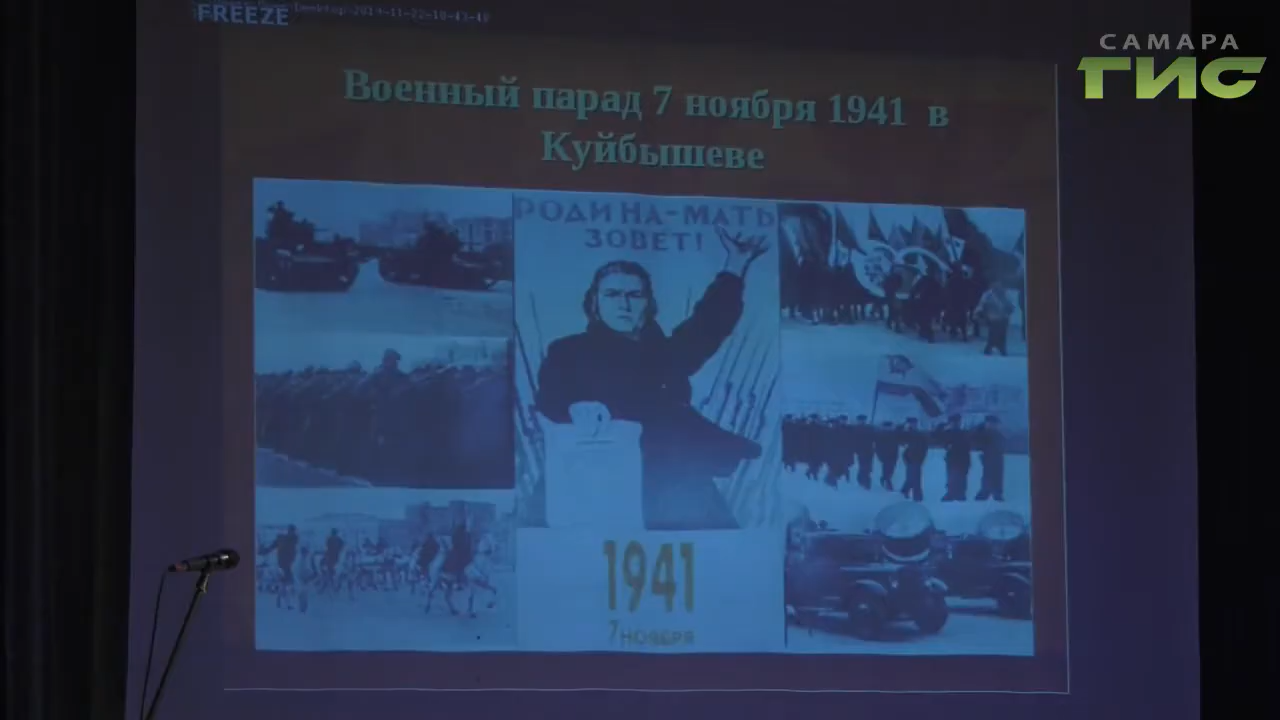 FREEZE
САМАРА
ГИС
Военный парад 7 ноября 1941 в
Куйбышеве
РОДИНА-МАТЬ
ЗОВЕТ!
1941
7 НОЯБРЯ